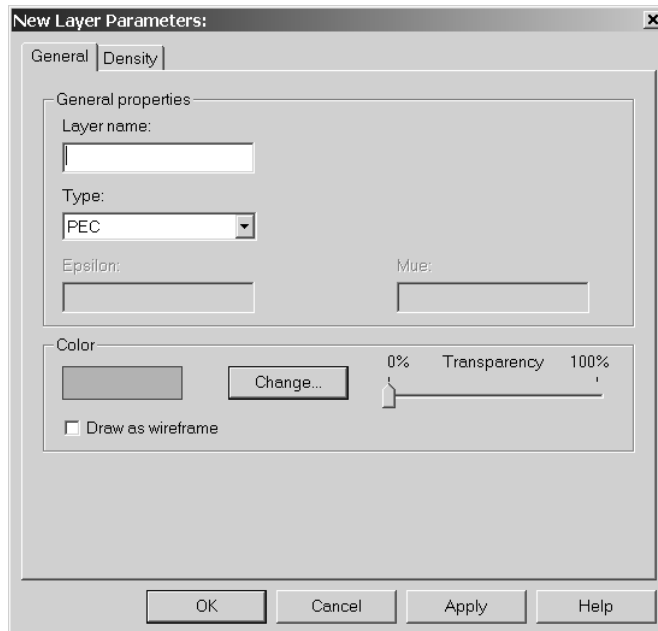 New Layer Parameters:
General Density
General properties
Layer name:
Type:
PEC
Epsilon: Mue:
Color
0% Transparency 100%
Change...
Draw as wireframe
OK Cancel Apply Help